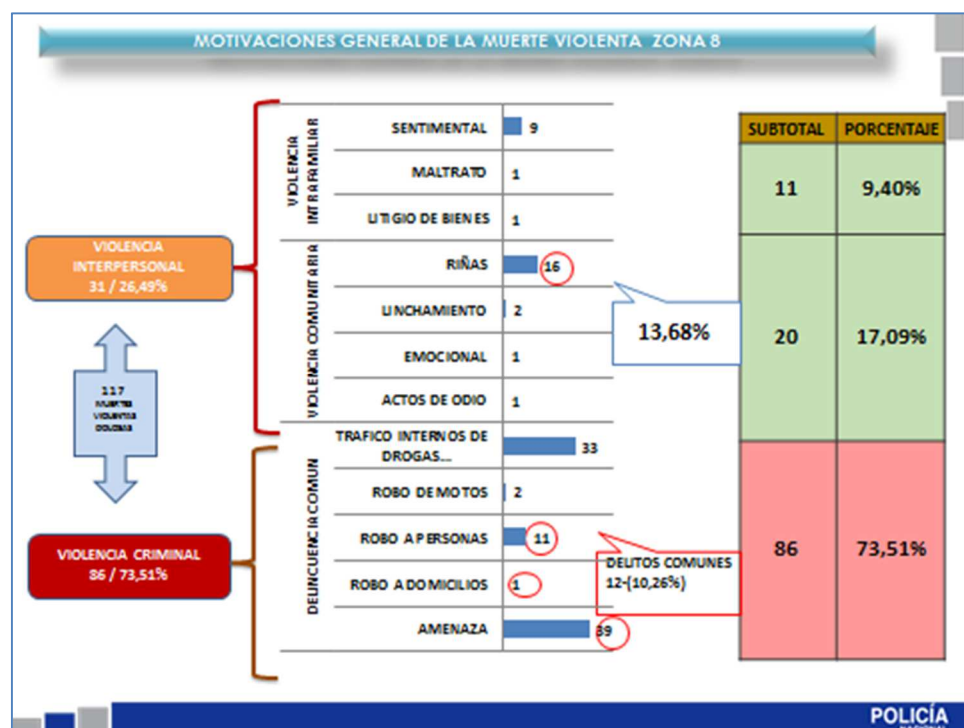 MOTIVACIONES GENERAL DE LA MUERTE VIOLENTA ZONA 8
VIOLENCIA
INTERPERSONAL
31 / 26,49%
117
MUERTES
VIOLENTAS
DOLOSAS
VIOLENCIA CRIMINAL
86 / 73,51%
VIOLENCIA
INTRAFAMILIAR
SENTIMENTAL 9
MALTRATO 1
LITIGIO DE BIENES 1
VIOLENCIA COMUNITARIA
RIÑAS 16
LINCHAMIENTO 2
EMOCIONAL 1
ACTOS DE ODIO 1
DELINCUENCIA COMUN
TRAFICO INTERNOS DE
DROGAS... 33
ROBO DE MOTOS 2
ROBO A PERSONAS 11
ROBO A DOMICILIOS 1
AMENAZA 39
13,68%
DELITOS COMUNES
12-(10,26%)
SUBTOTAL PORCENTAJE
11 9,40%
20 17,09%
86 73,51%
POLICÍA